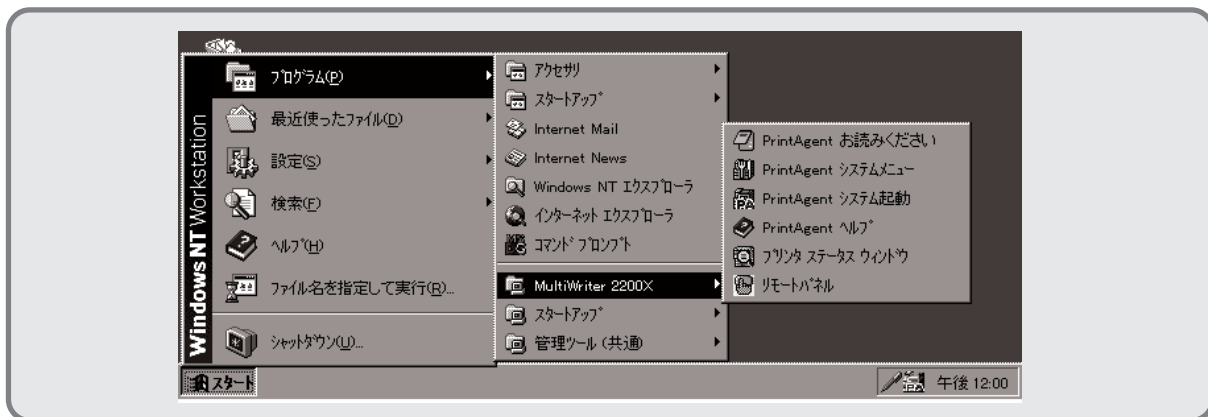 Windows NT Workstation
プログラム(P)
最近使ったファイル(D)
設定(S)
検索(F)
ヘルプ(H)
ファイル名を指定して実行(R)...
シャットダウン(U)...
アクセサリ
スタートアップ
Internet Mail
Internet News
Windows NT エクスプローラ
インターネット エクスプローラ
コマンド プロンプト
MultiWriter 2200X
スタートアップ
管理ツール (共通)
PrintAgent お読みください
PrintAgent システムメニュー
PrintAgent システム起動
PrintAgent ヘルプ
プリンタ ステータス ウィンドウ
リモートパネル
スタート
午後 12:00